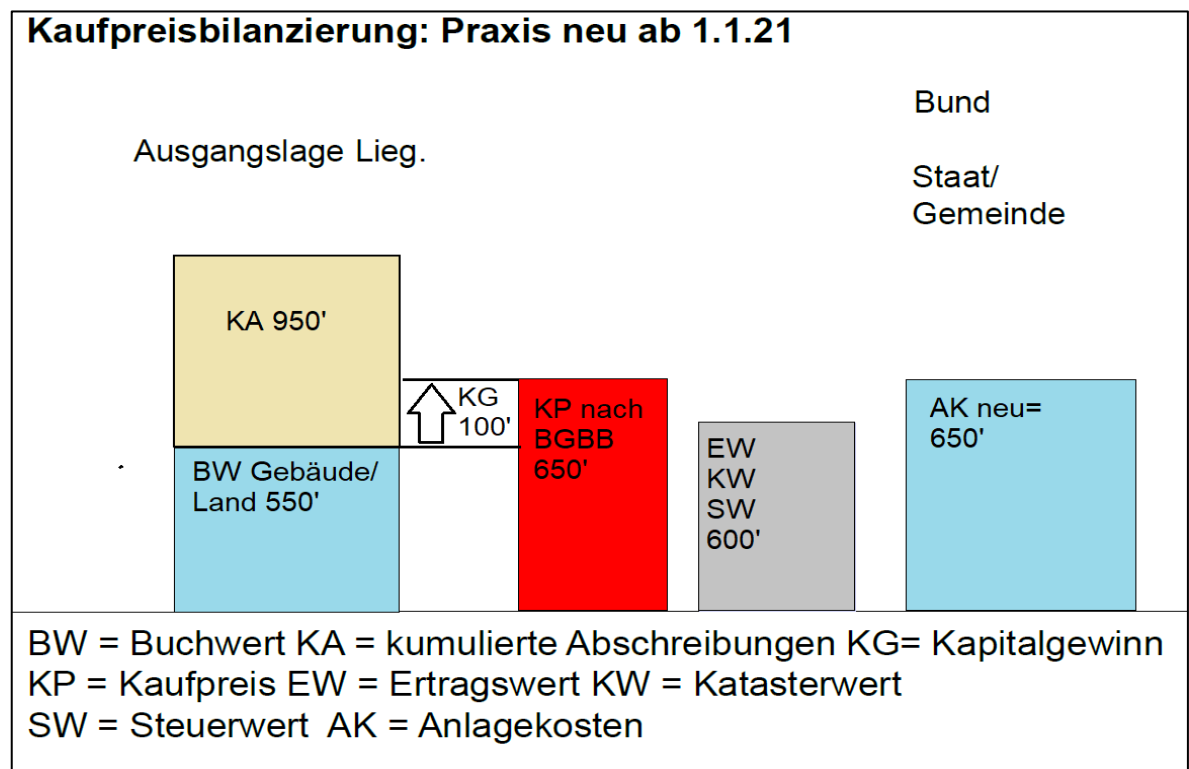 Kaufpreisbilanzierung: Praxis neu ab 1.1.21
Bund
Ausgangslage Lieg.
Staat/
Gemeinde
KA 950'
KG
100'
KP nach
BGBB
650'
AK neu=
650'
EW
KW
SW
600'
BW Gebäude/
Land 550'
BW = Buchwert KA = kumulierte Abschreibungen KG= Kapitalgewinn
KP = Kaufpreis EW = Ertragswert KW = Katasterwert
SW = Steuerwert AK = Anlagekosten